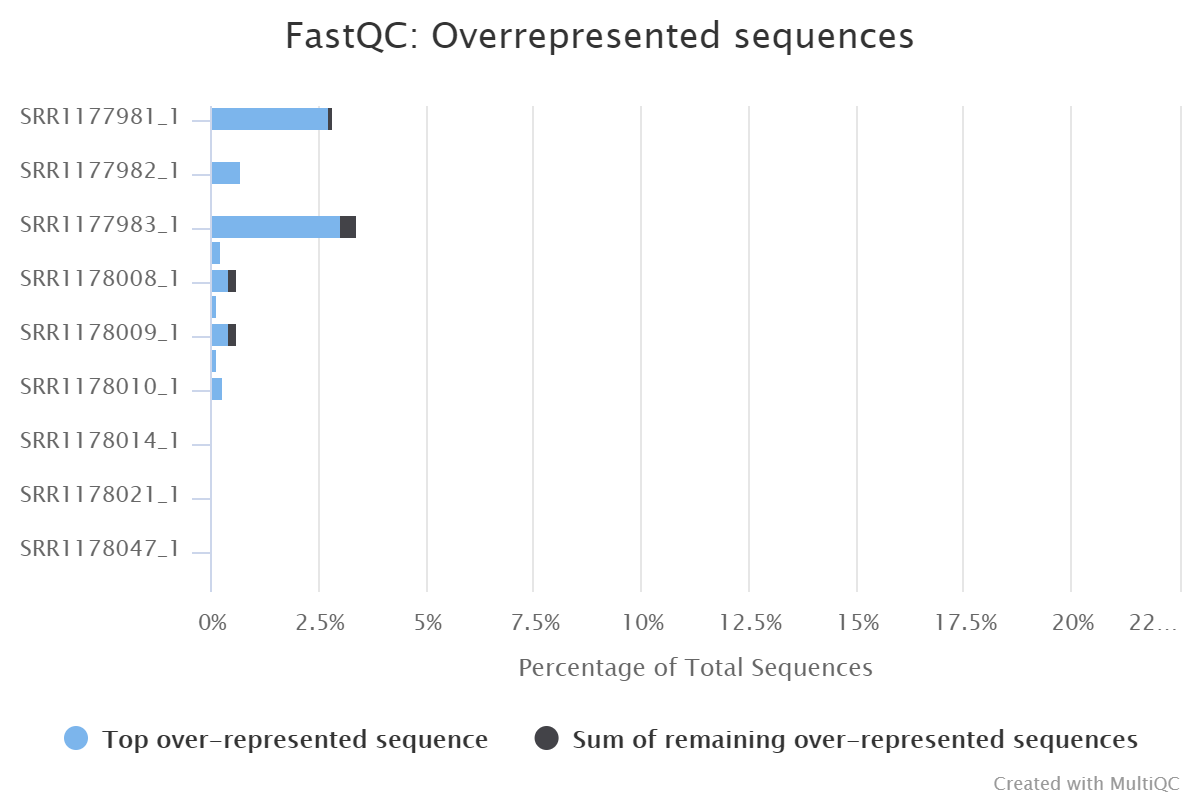 FastQC: Overrepresented sequences
SRR1177981_1
SRR1177982_1
SRR1177983_1
SRR1178008_1
SRR1178009_1
SRR1178010_1
SRR1178014_1
SRR1178021_1
SRR1178047_1
0% 2.5% 5% 7.5% 10% 12.5% 15% 17.5% 20% 22…
Percentage of Total Sequences
Top over-represented sequence Sum of remaining over-represented sequences
Created with MultiQC